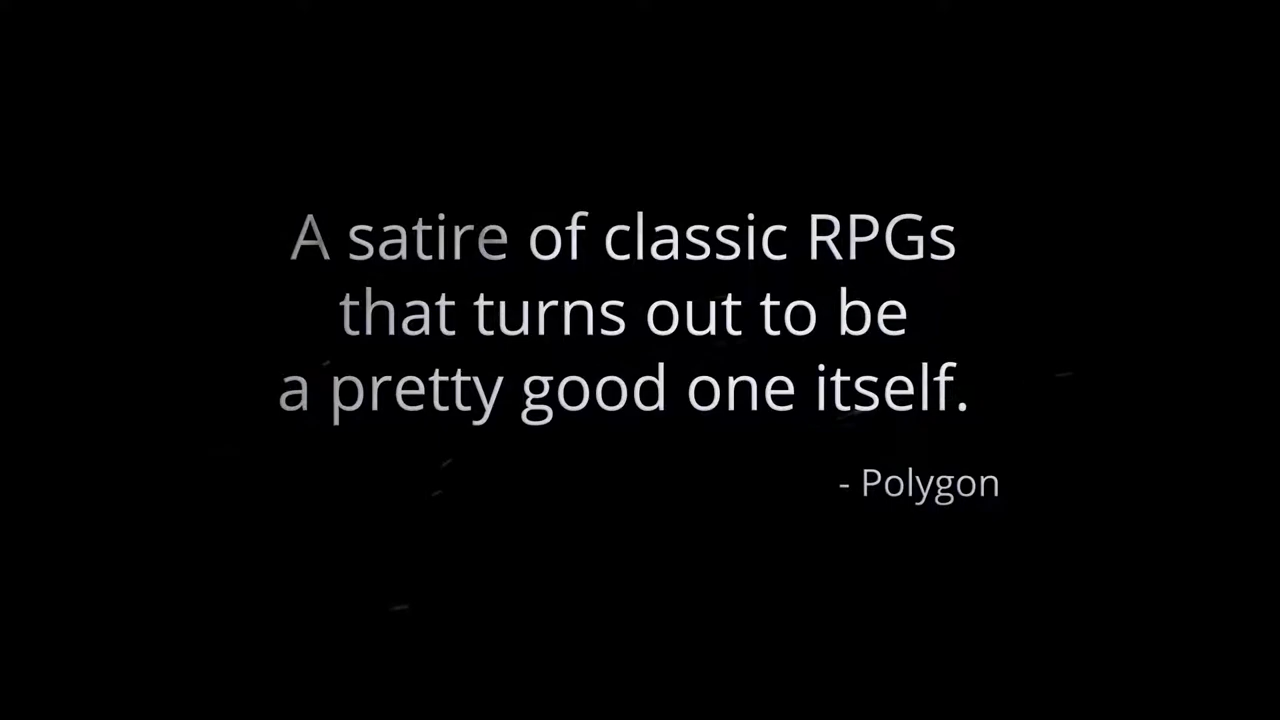 A satire of classic RPGs
that turns out to be
a pretty good one itself.
- Polygon